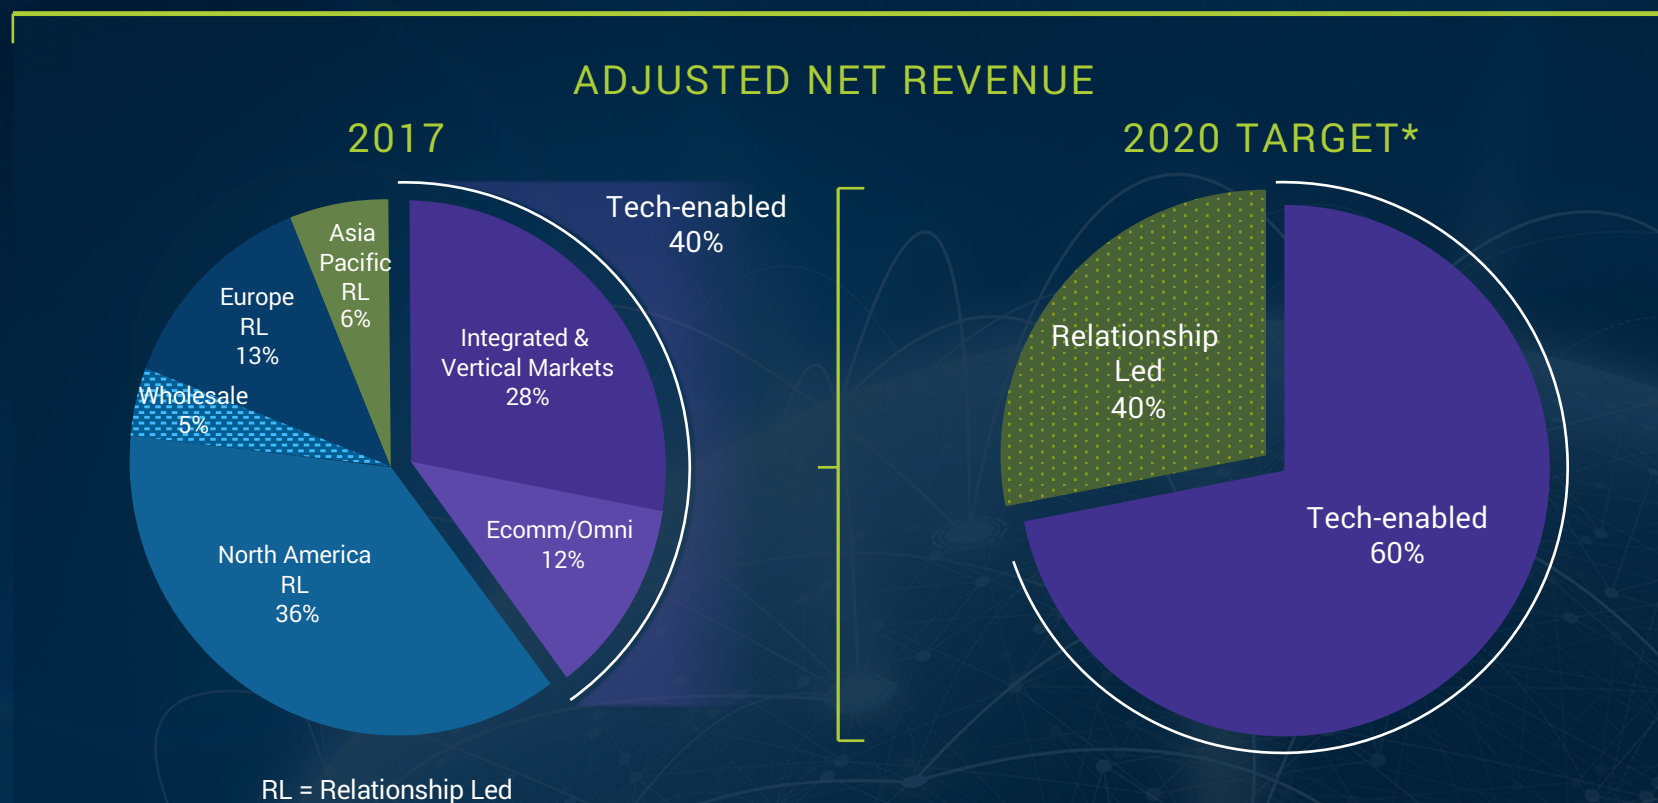 ADJUSTED NET REVENUE
2017
Asia
Pacific
RL
6%
Europe
RL
13%
Wholesale
5%
North America
RL
36%
Integrated &
Vertical Markets
28%
Ecomm/Omni
12%
Tech-enabled
40%
RL = Relationship Led
2020 TARGET*
Relationship
Led
40%
Tech-enabled
60%